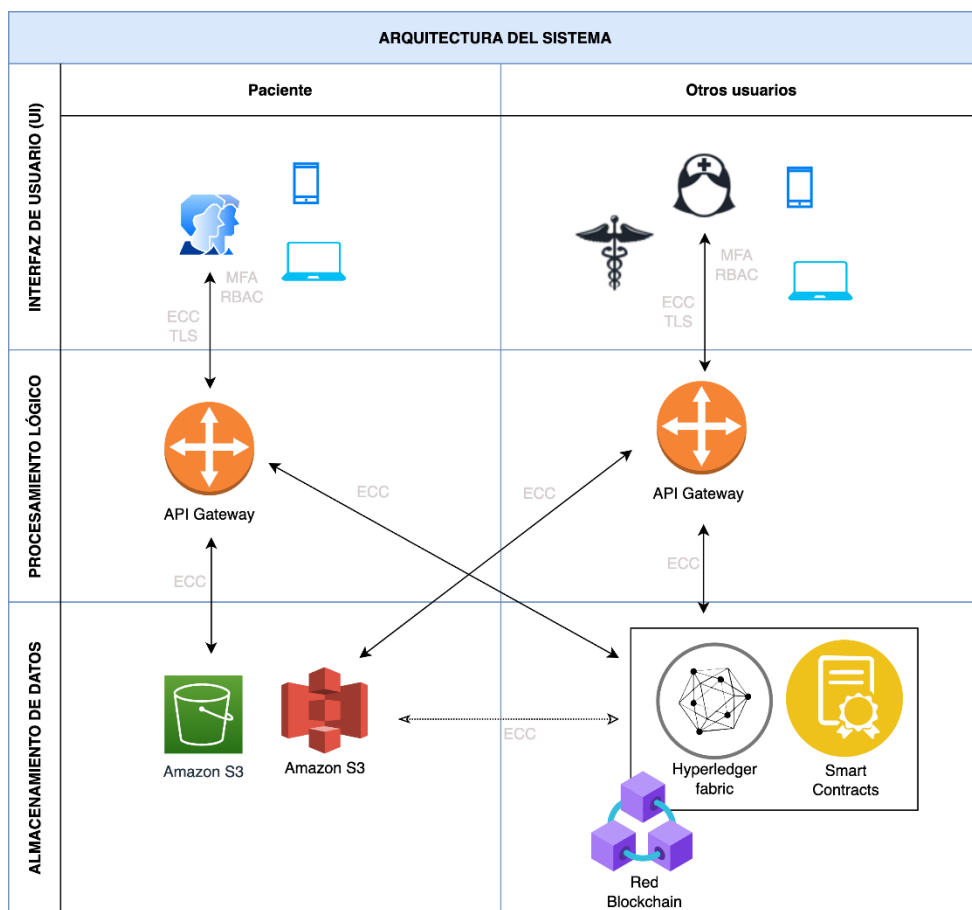 ARQUITECTURA DEL SISTEMA
Paciente
Otros usuarios
INTERFAZ DE USUARIO (UI)
MFA
RBAC
ECC
TLS
MFA
RBAC
ECC
TLS
PROCESAMIENTO LÓGICO
API Gateway
API Gateway
ECC
ECC
ECC
ECC
ALMACENAMIENTO DE DATOS
Amazon S3
Amazon S3
ECC
Hyperledger
fabric
Smart
Contracts
Red
Blockchain